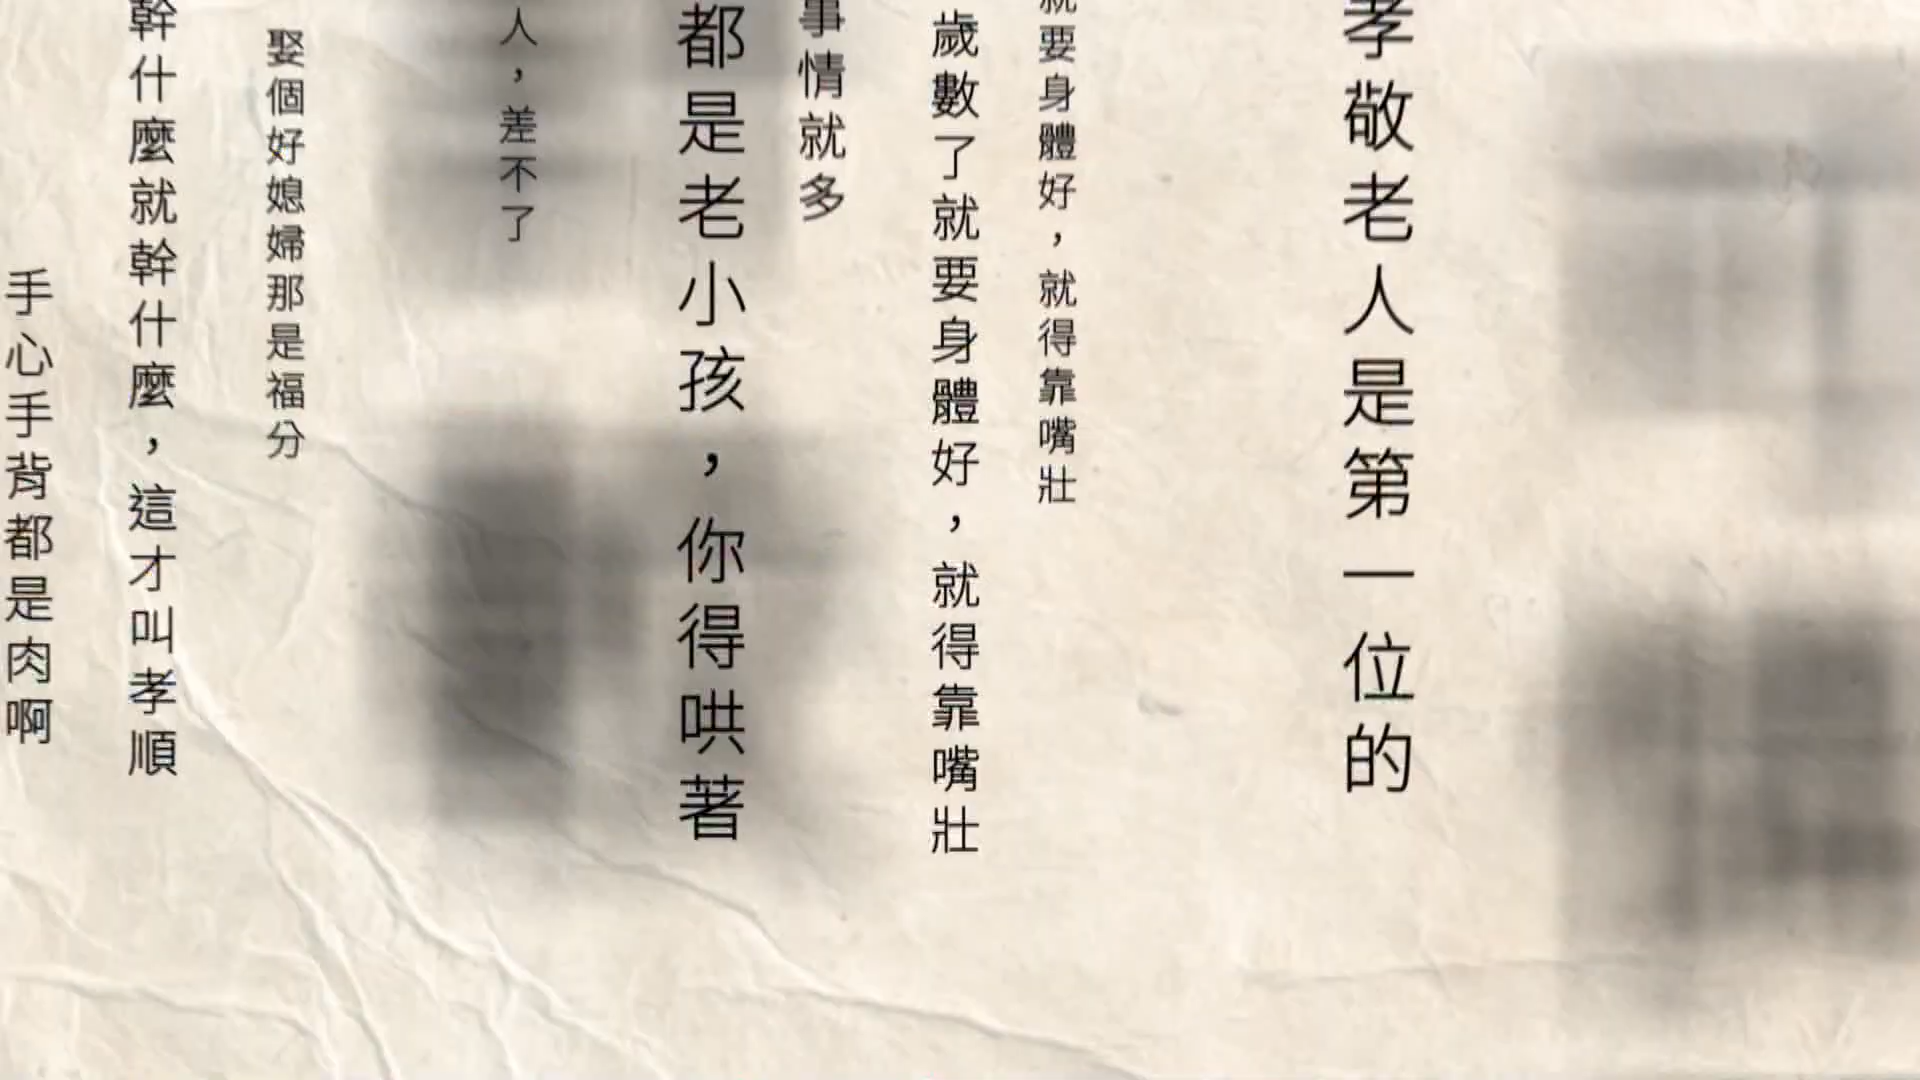 孝敬老人是第一位的
就要身體好，就得靠嘴壯
歲數了就要身體好，就得靠嘴壯
事情就多
都是老小孩，你得哄著
人，差不了
娶個好媳婦那是福分
幹什麼就幹什麼，這才叫孝順
手心手背都是肉啊